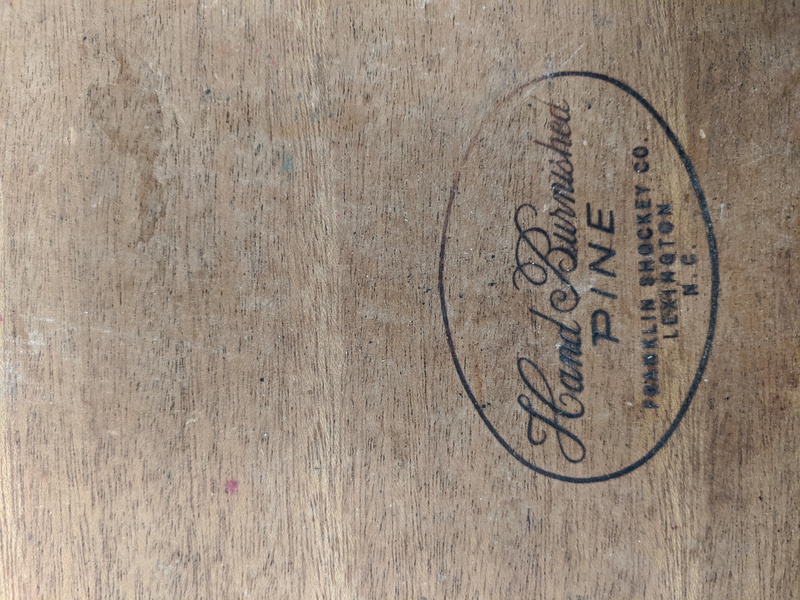 Hand Burnished
PINE
FRANKLIN SHOCKEY CO.
LEXINGTON
N.C.